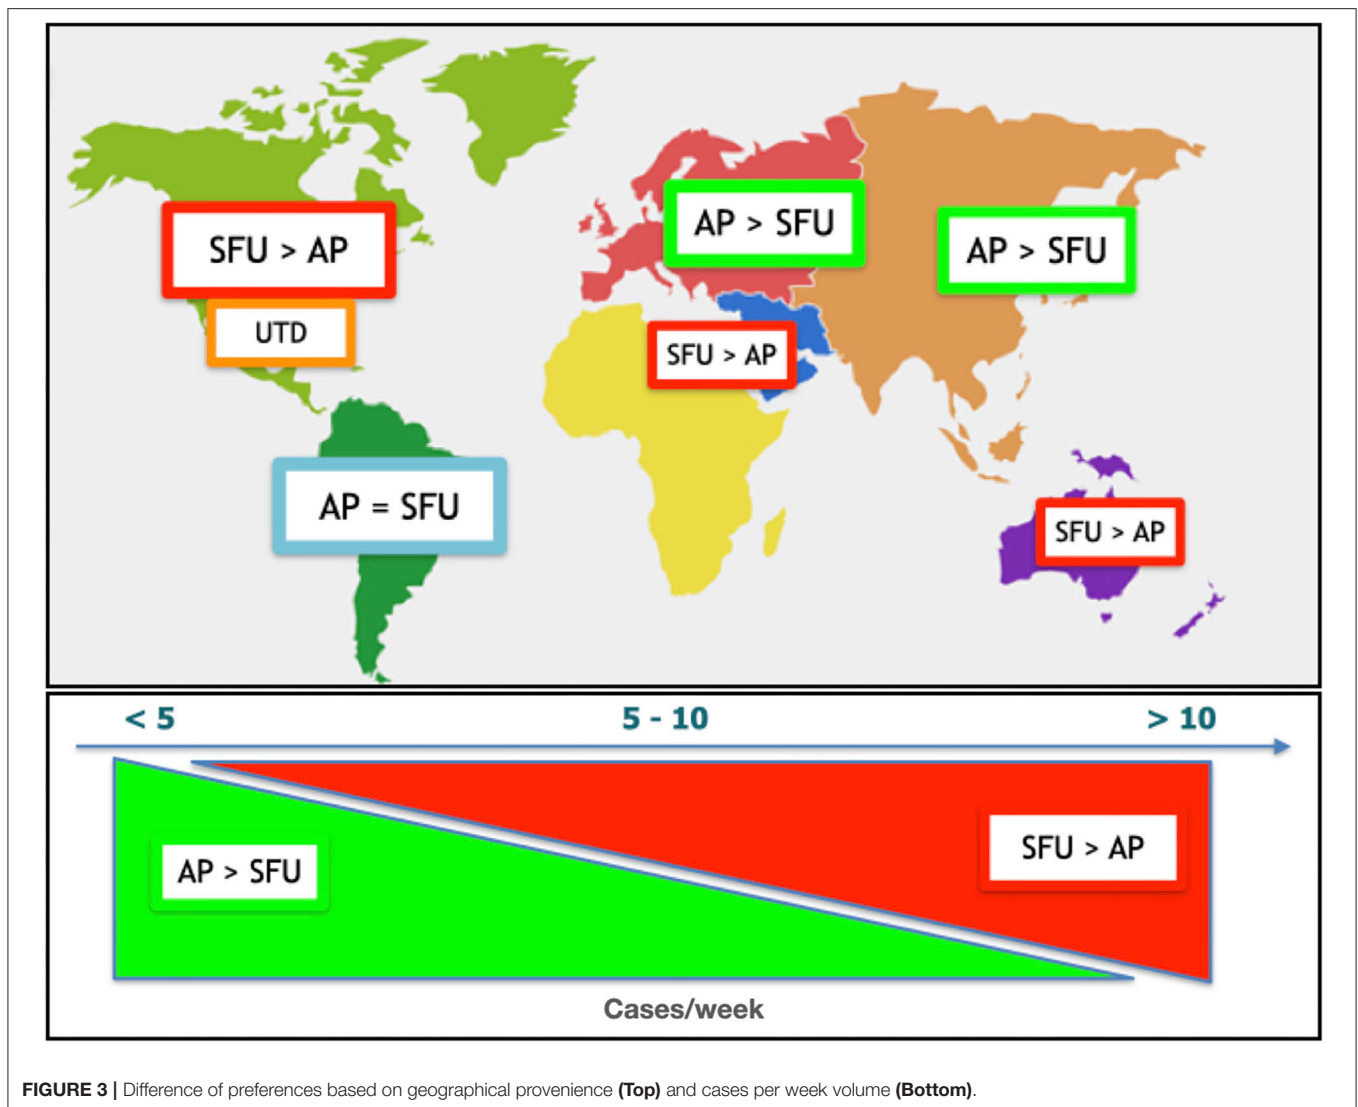 SFU > AP
UTD
AP = SFU
AP > SFU
SFU > AP
AP > SFU
SFU > AP
< 5
5 - 10
> 10
AP > SFU
SFU > AP
Cases/week
FIGURE 3 | Difference of preferences based on geographical provenience (Top) and cases per week volume (Bottom).